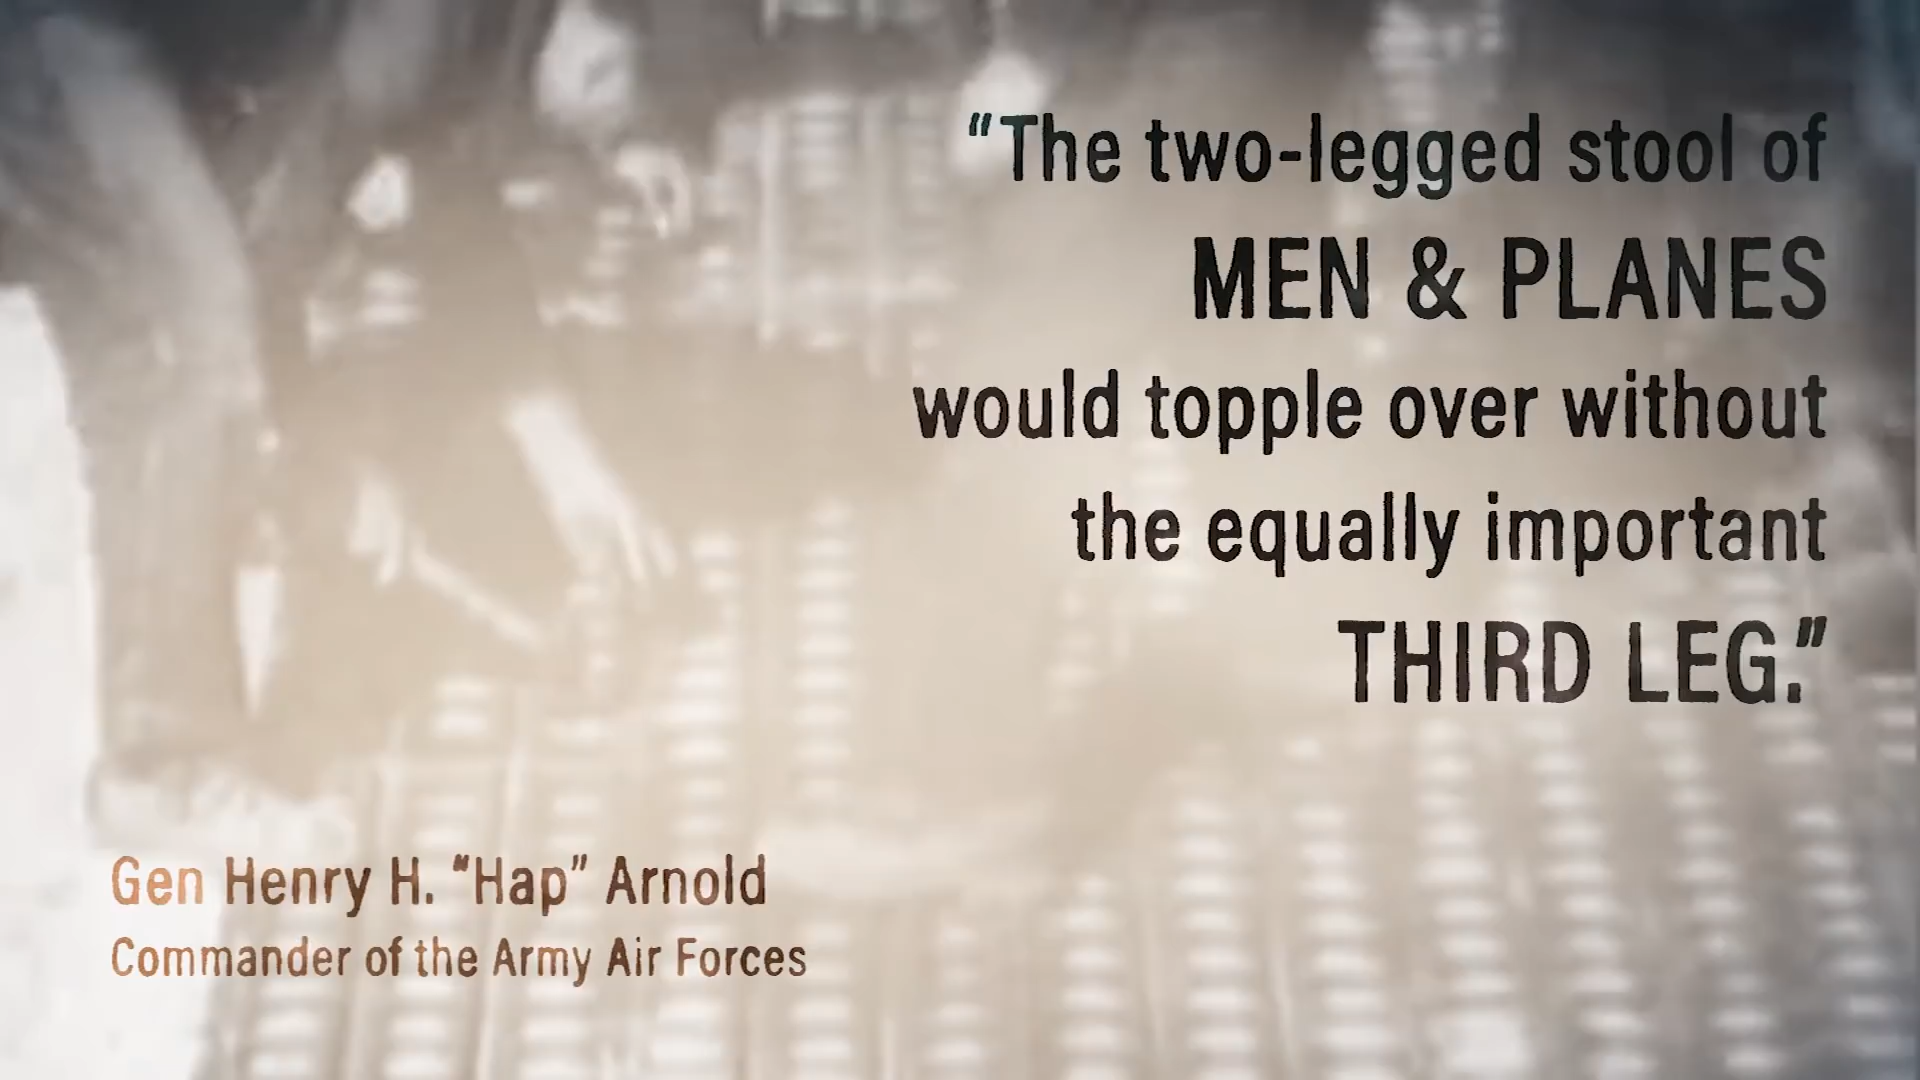 “The two-legged stool of
MEN & PLANES
would topple over without
the equally important
THIRD LEG.”
Gen Henry H. “Hap” Arnold
Commander of the Army Air Forces